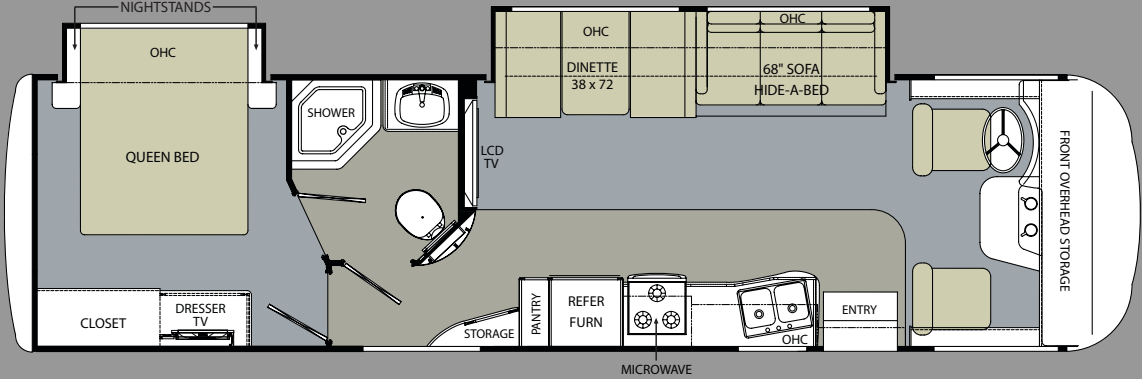 NIGHTSTANDS
OHC
QUEEN BED
CLOSET
DRESSER
TV
SHOWER
LCD
TV
OHC
DINETTE
38 x 72
OHC
68" SOFA
HIDE-A-BED
STORAGE
PANTRY
REFER
FURN
MICROWAVE
OHC
ENTRY
FRONT OVERHEAD STORAGE